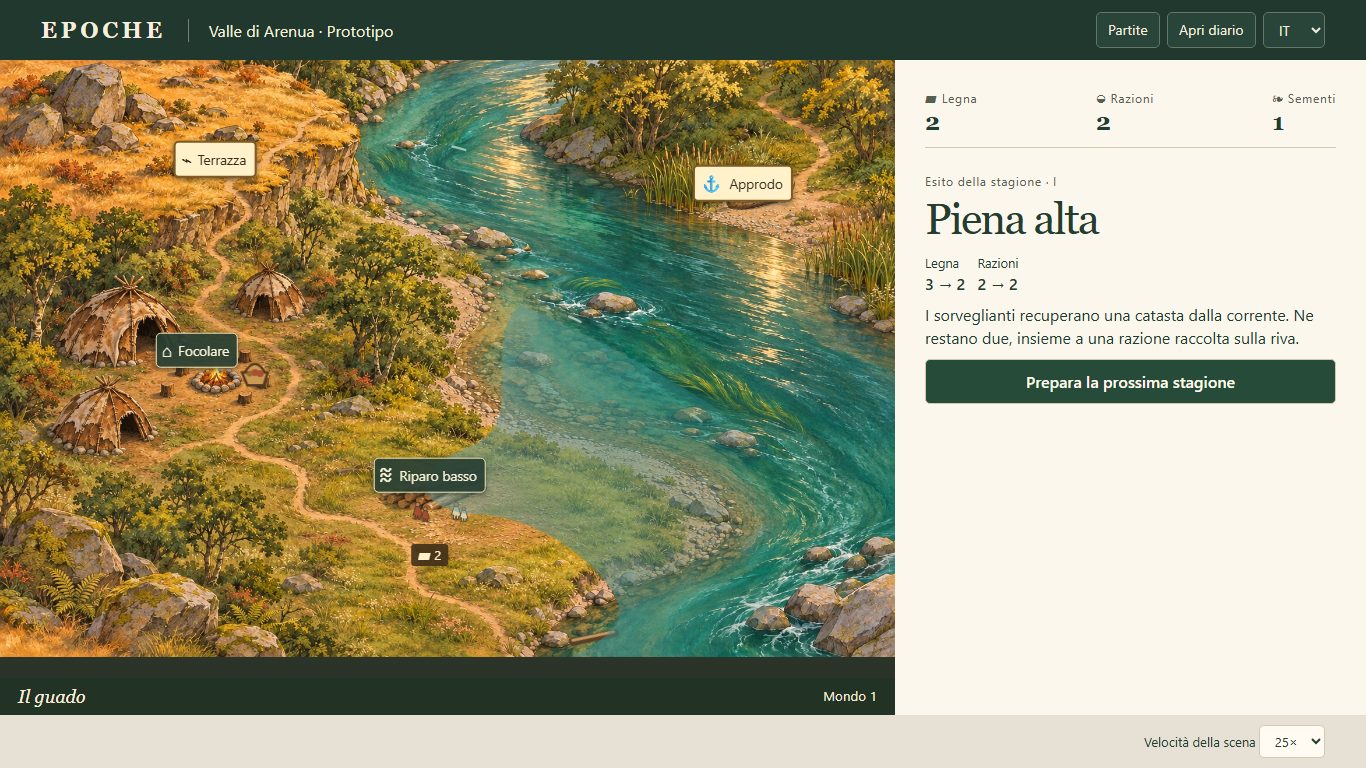 EPOCHE
Valle di Arenua · Prototipo
Partite
Apri diario
IT
Terrazza
Approdo
Focolare
Riparo basso
2
Il guado
Mondo 1
Legna
2
Razioni
2
Sementi
1
Esito della stagione · I
Piena alta
Legna Razioni
3 → 2 2 → 2
I sorveglianti recuperano una catasta dalla corrente. Ne
restano due, insieme a una razione raccolta sulla riva.
Prepara la prossima stagione
Velocità della scena 25×